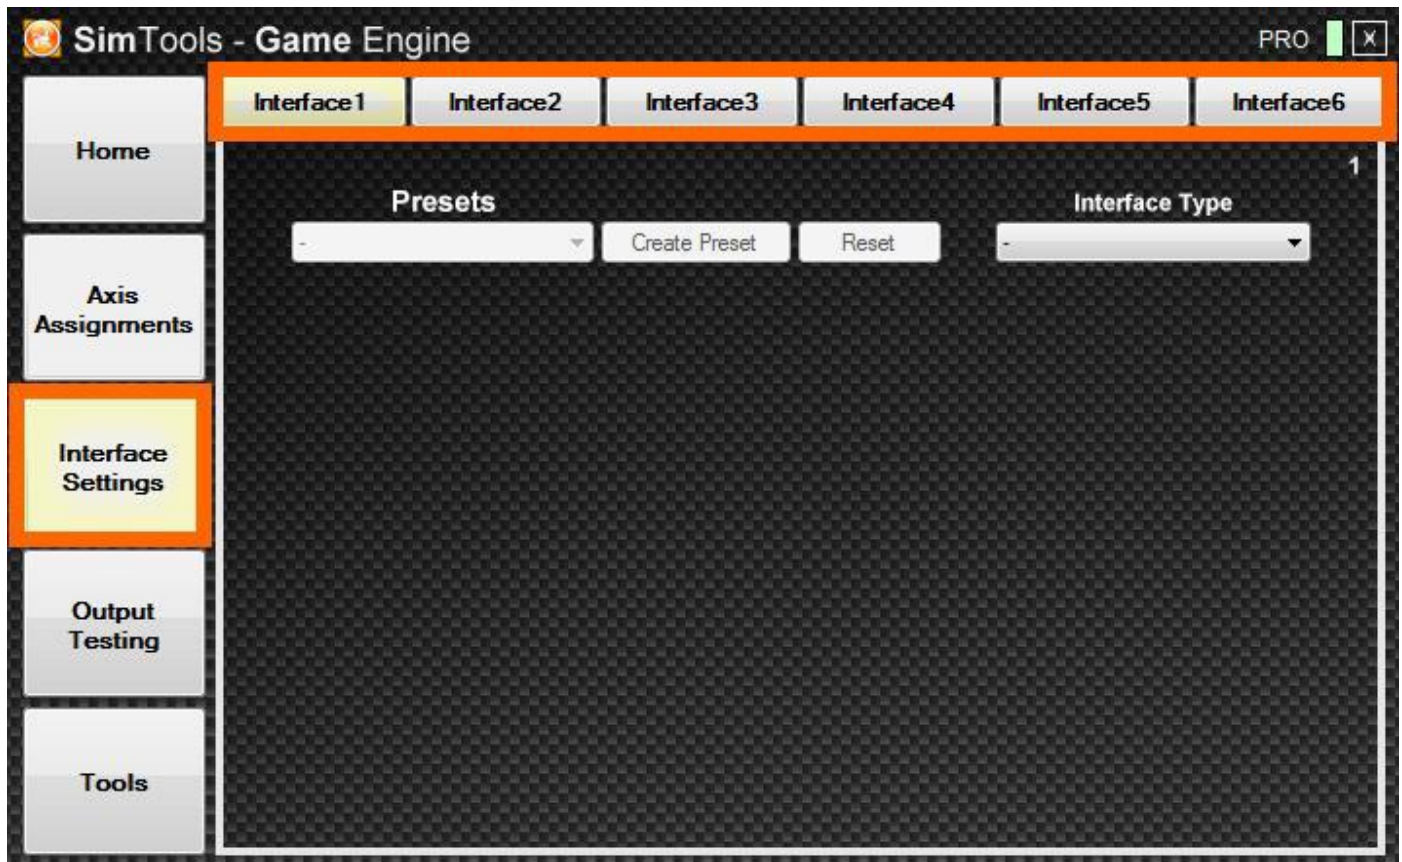 SimTools - Game Engine
PRO
X
Interface1
Interface2
Interface3
Interface4
Interface5
Interface6
Home
Axis
Assignments
Interface
Settings
Output
Testing
Tools
1
Presets
-
Create Preset
Reset
Interface Type
-